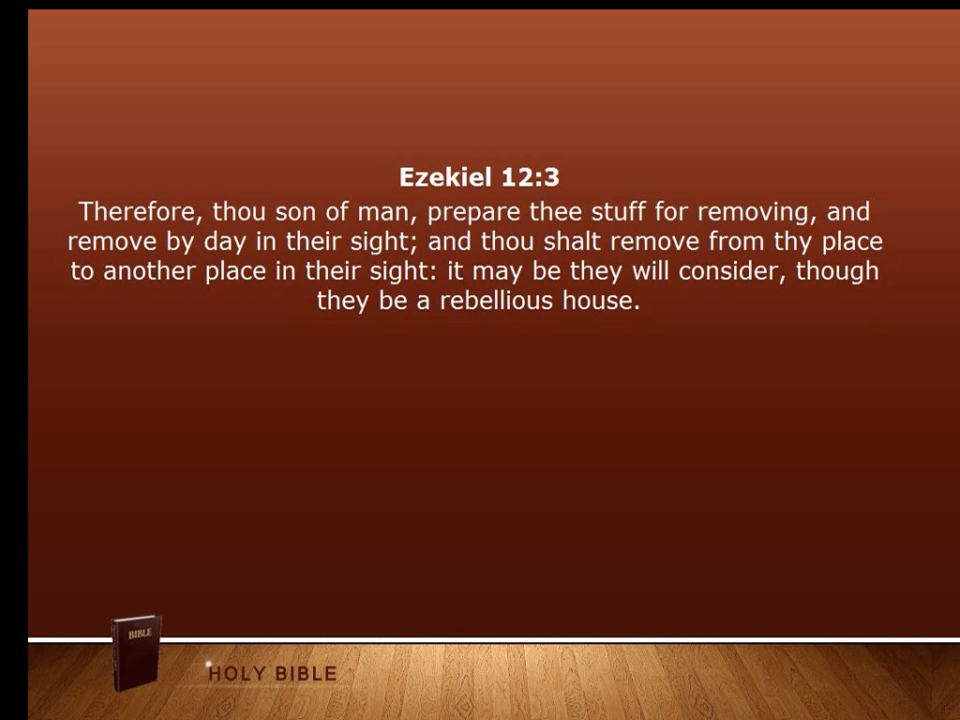 Ezekiel 12:3
Therefore, thou son of man, prepare thee stuff for removing, and
remove by day in their sight; and thou shalt remove from thy place
to another place in their sight: it may be they will consider, though
they be a rebellious house.
BIBLE
HOLY BIBLE